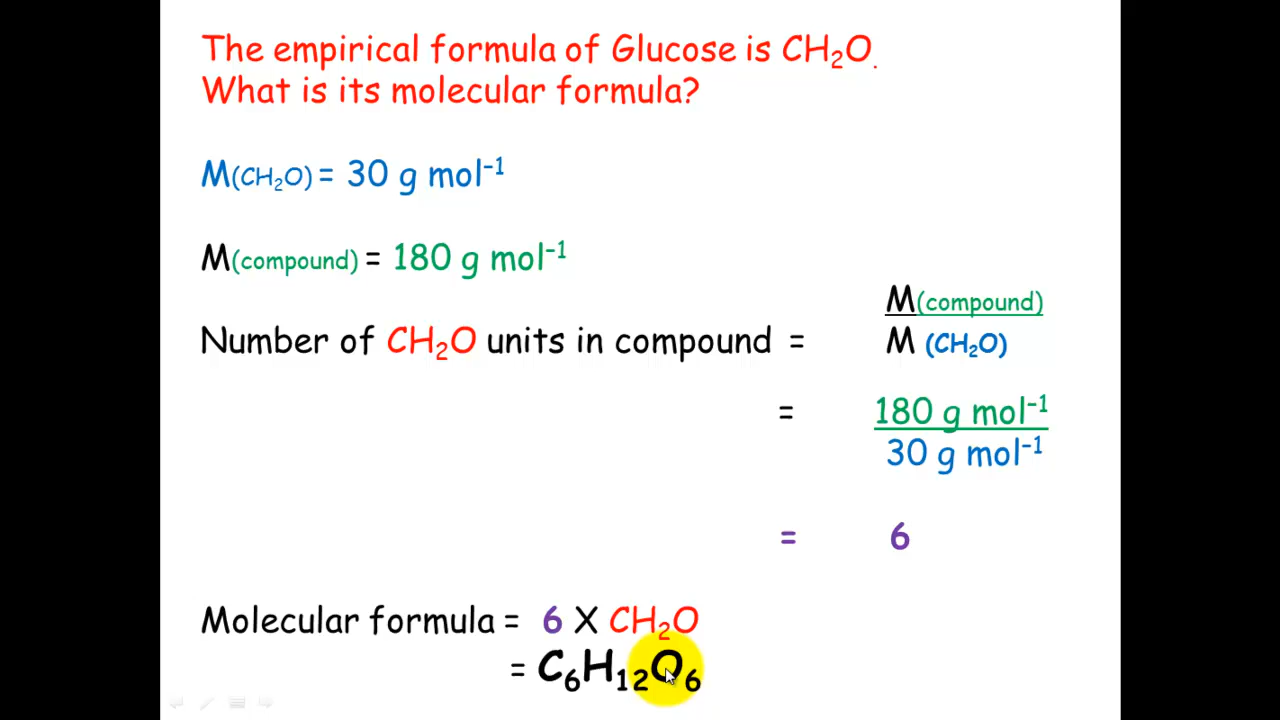 The empirical formula of Glucose is CH₂O.
What is its molecular formula?
M(CH₂O) = 30 g mol⁻¹
M(compound) = 180 g mol⁻¹
M(compound)
Number of CH₂O units in compound =
M (CH₂O)
= 180 g mol⁻¹
30 g mol⁻¹
= 6
Molecular formula = 6 X CH₂O
= C₆H₁₂O₆